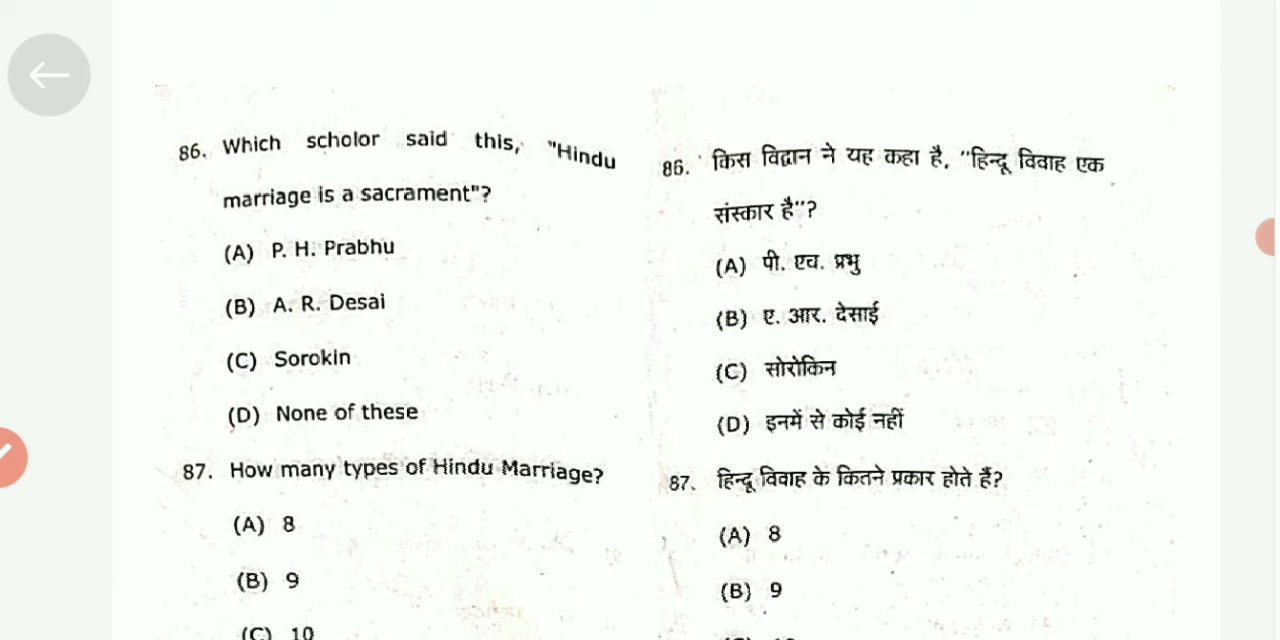 86. Which scholor said this, "Hindu
marriage is a sacrament"?
(A) P. H. Prabhu
(B) A. R. Desai
(C) Sorokin
(D) None of these
87. How many types of Hindu Marriage?
(A) 8
(B) 9
(C) 10
86. किस विद्वान ने यह कहा है, "हिन्दू विवाह एक
संस्कार है"?
(A) पी. एच. प्रभु
(B) ए. आर. देसाई
(C) सोरोकिन
(D) इनमें से कोई नहीं
87. हिन्दू विवाह के कितने प्रकार होते हैं?
(A) 8
(B) 9